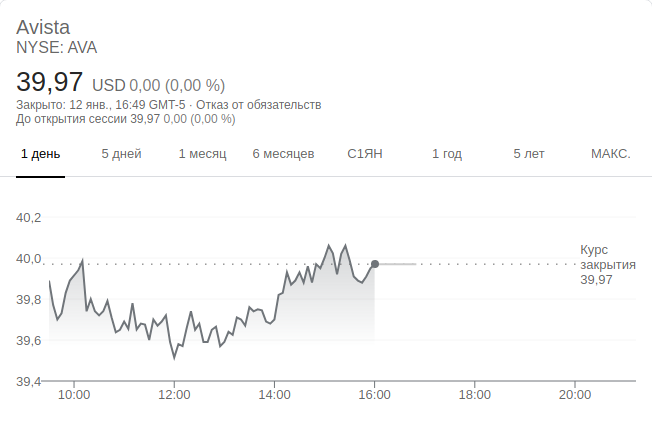 Avista
NYSE: AVA
39,97 USD 0,00 (0,00 %)
Закрыто: 12 янв., 16:49 GMT-5 · Отказ от обязательств
До открытия сессии 39,97 0,00 (0,00 %)
1 день 5 дней 1 месяц 6 месяцев С1ЯН 1 год 5 лет МАКС.
40,2
40,0
39,8
39,6
39,4
Курс
закрытия
39,97
10:00 12:00 14:00 16:00 18:00 20:00